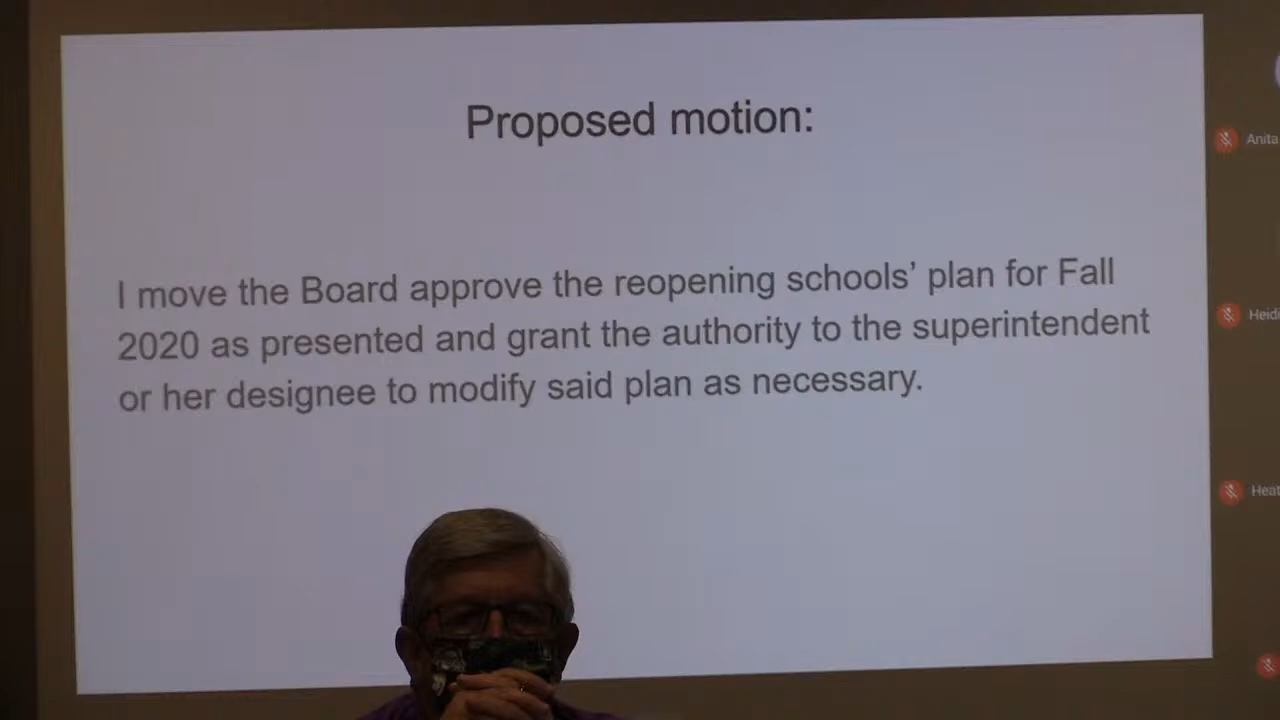 Proposed motion:
I move the Board approve the reopening schools’ plan for Fall
2020 as presented and grant the authority to the superintendent
or her designee to modify said plan as necessary.
Anita